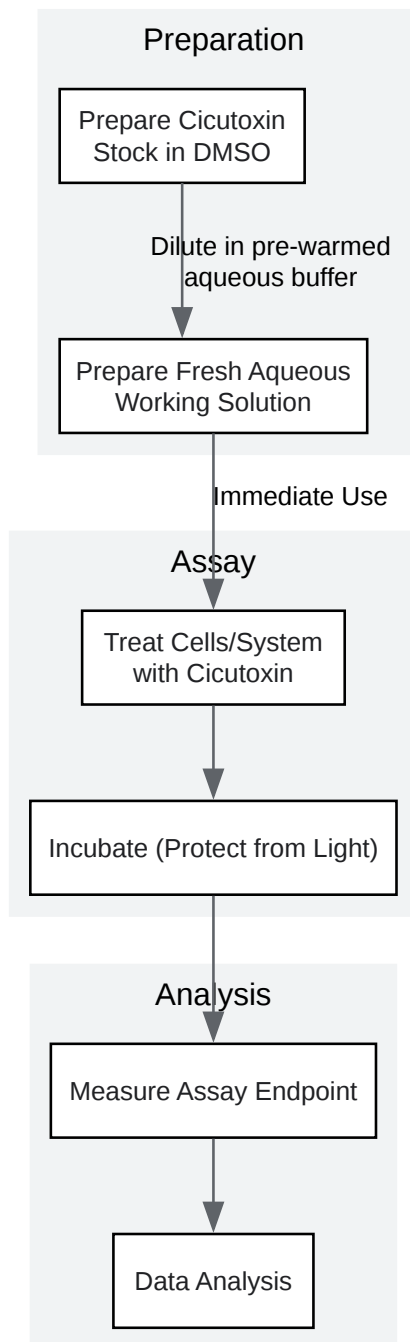 Preparation
Prepare Cicutoxin
Stock in DMSO
Dilute in pre-warmed
aqueous buffer
Prepare Fresh Aqueous
Working Solution
Immediate Use
Assay
Treat Cells/System
with Cicutoxin
Incubate (Protect from Light)
Analysis
Measure Assay Endpoint
Data Analysis